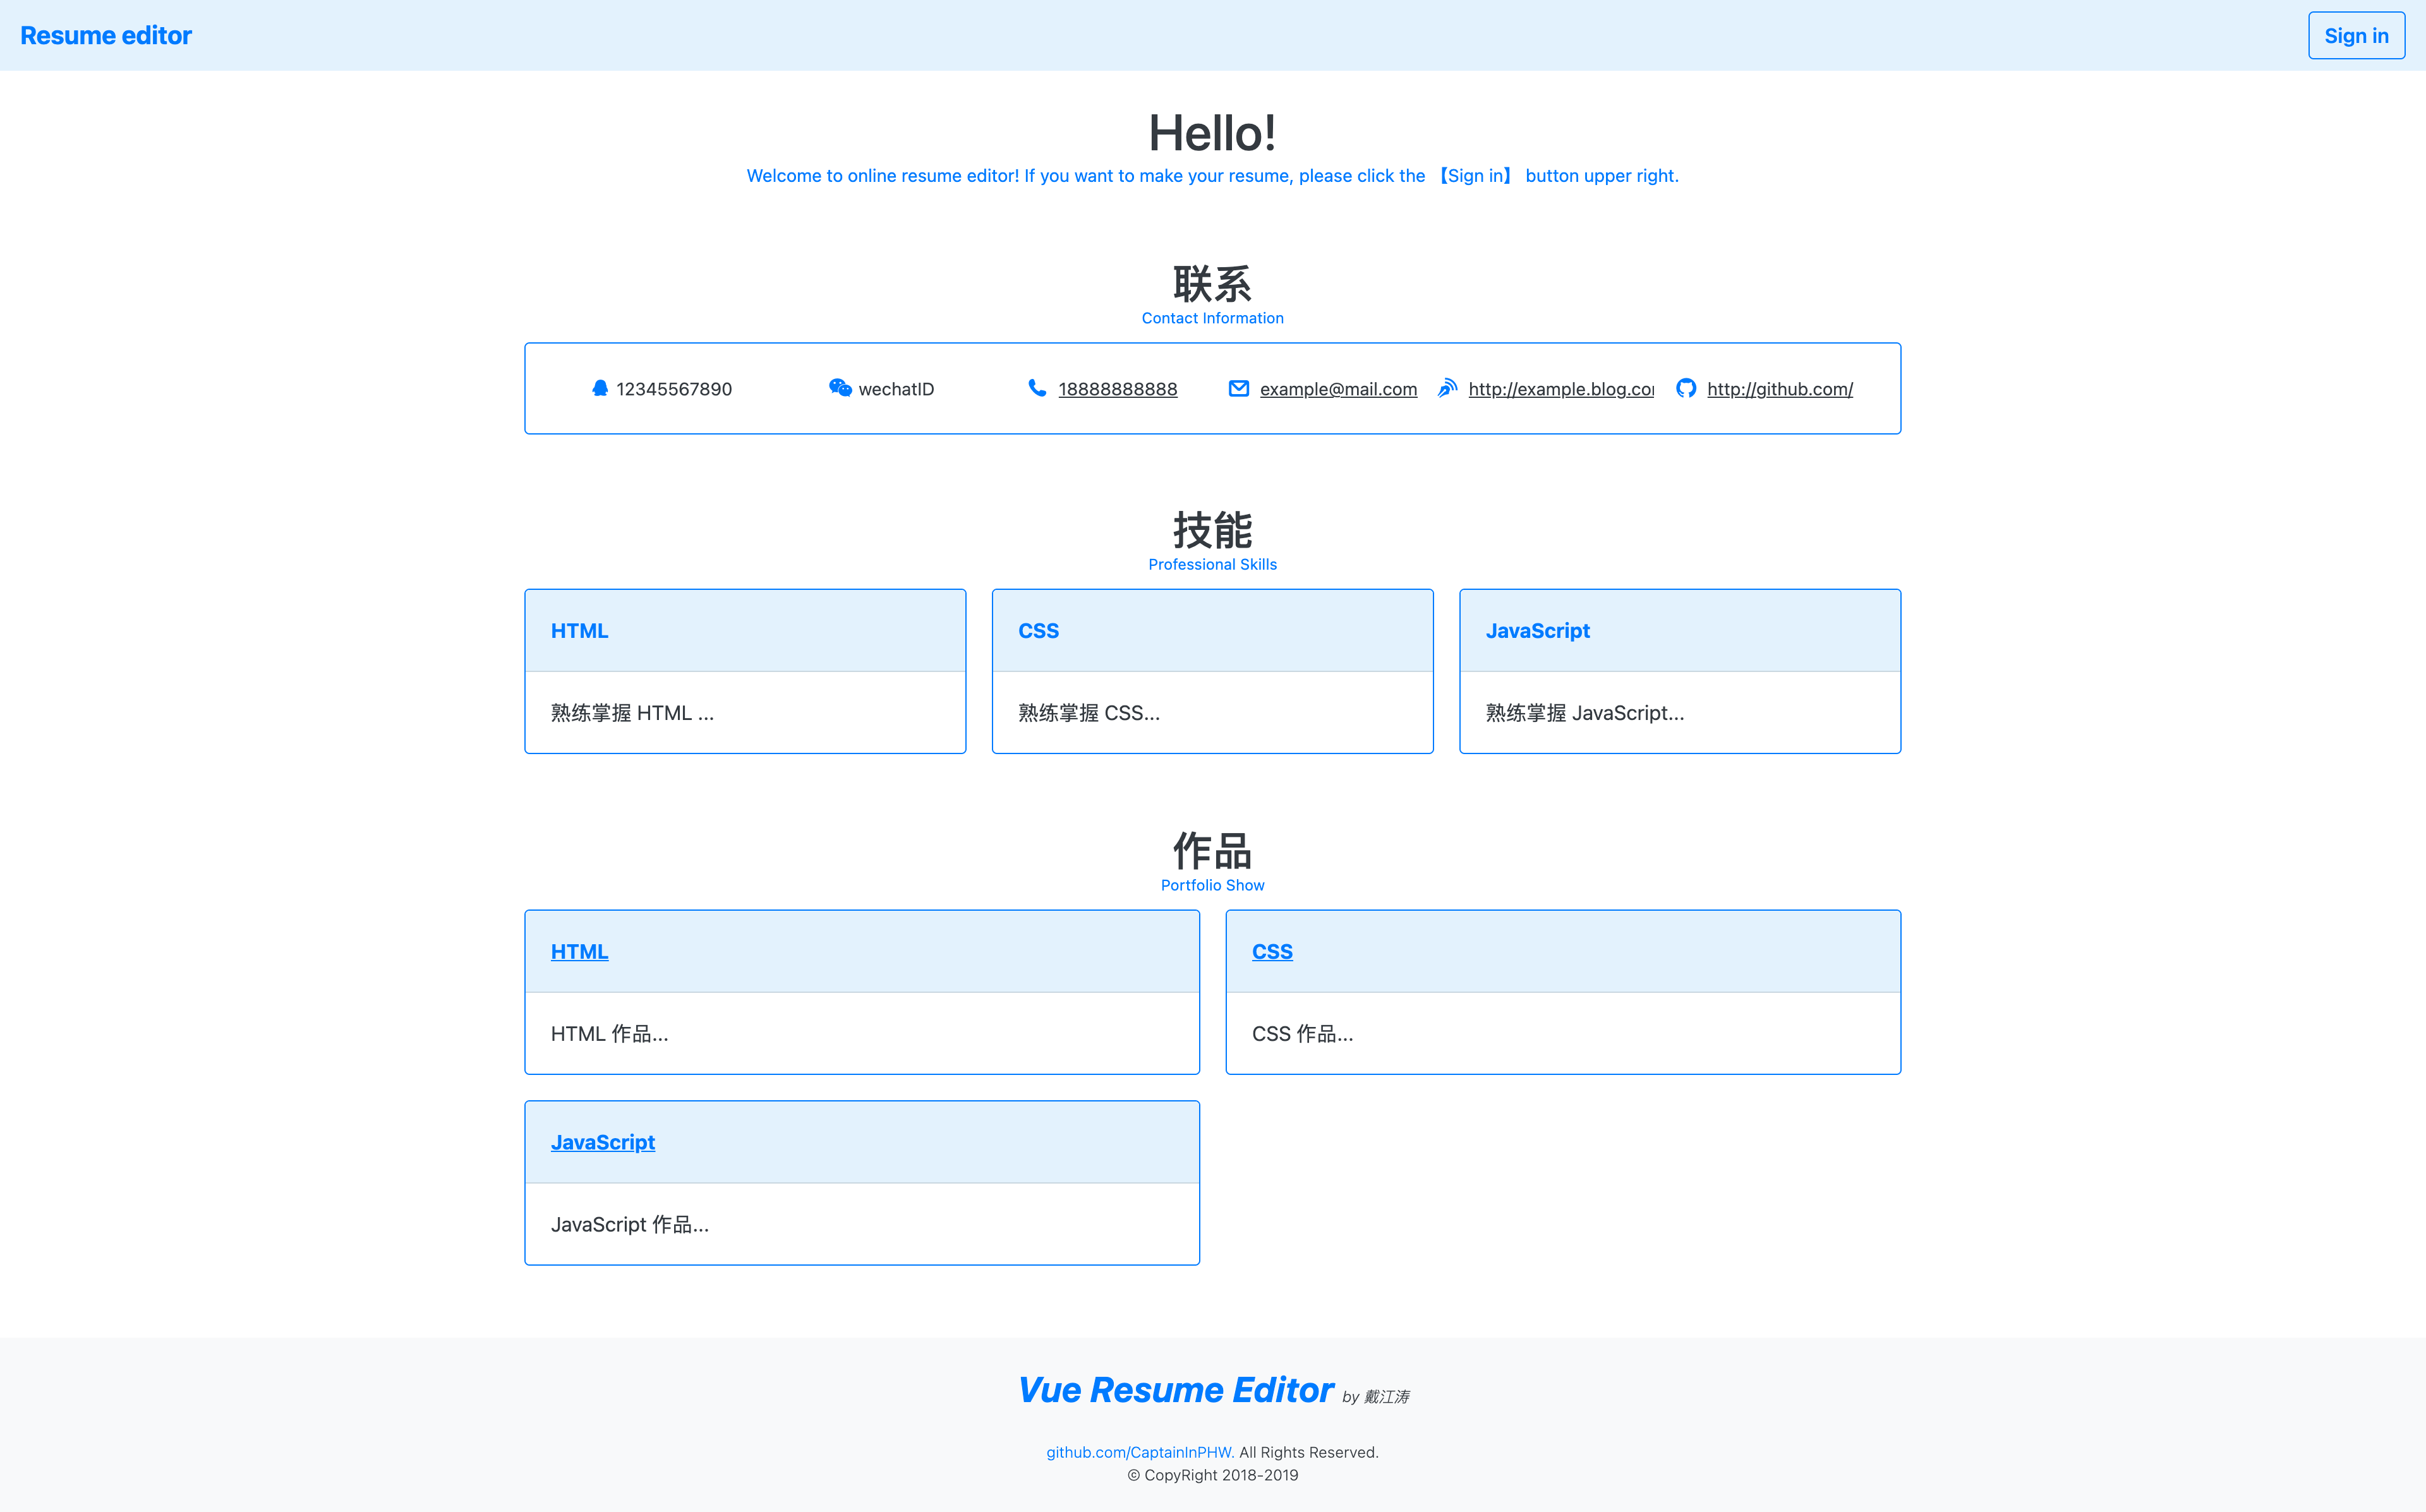 Resume editor
Sign in
Hello!
Welcome to online resume editor! If you want to make your resume, please click the 【Sign in】 button upper right.
联系
Contact Information
12345567890 wechatID 18888888888 example@mail.com http://example.blog.co http://github.com/
技能
Professional Skills
HTML
熟练掌握 HTML ...
CSS
熟练掌握 CSS...
JavaScript
熟练掌握 JavaScript...
作品
Portfolio Show
HTML
HTML 作品...
CSS
CSS 作品...
JavaScript
JavaScript 作品...
Vue Resume Editor by 戴江涛
github.com/CaptainInPHW. All Rights Reserved.
© CopyRight 2018-2019